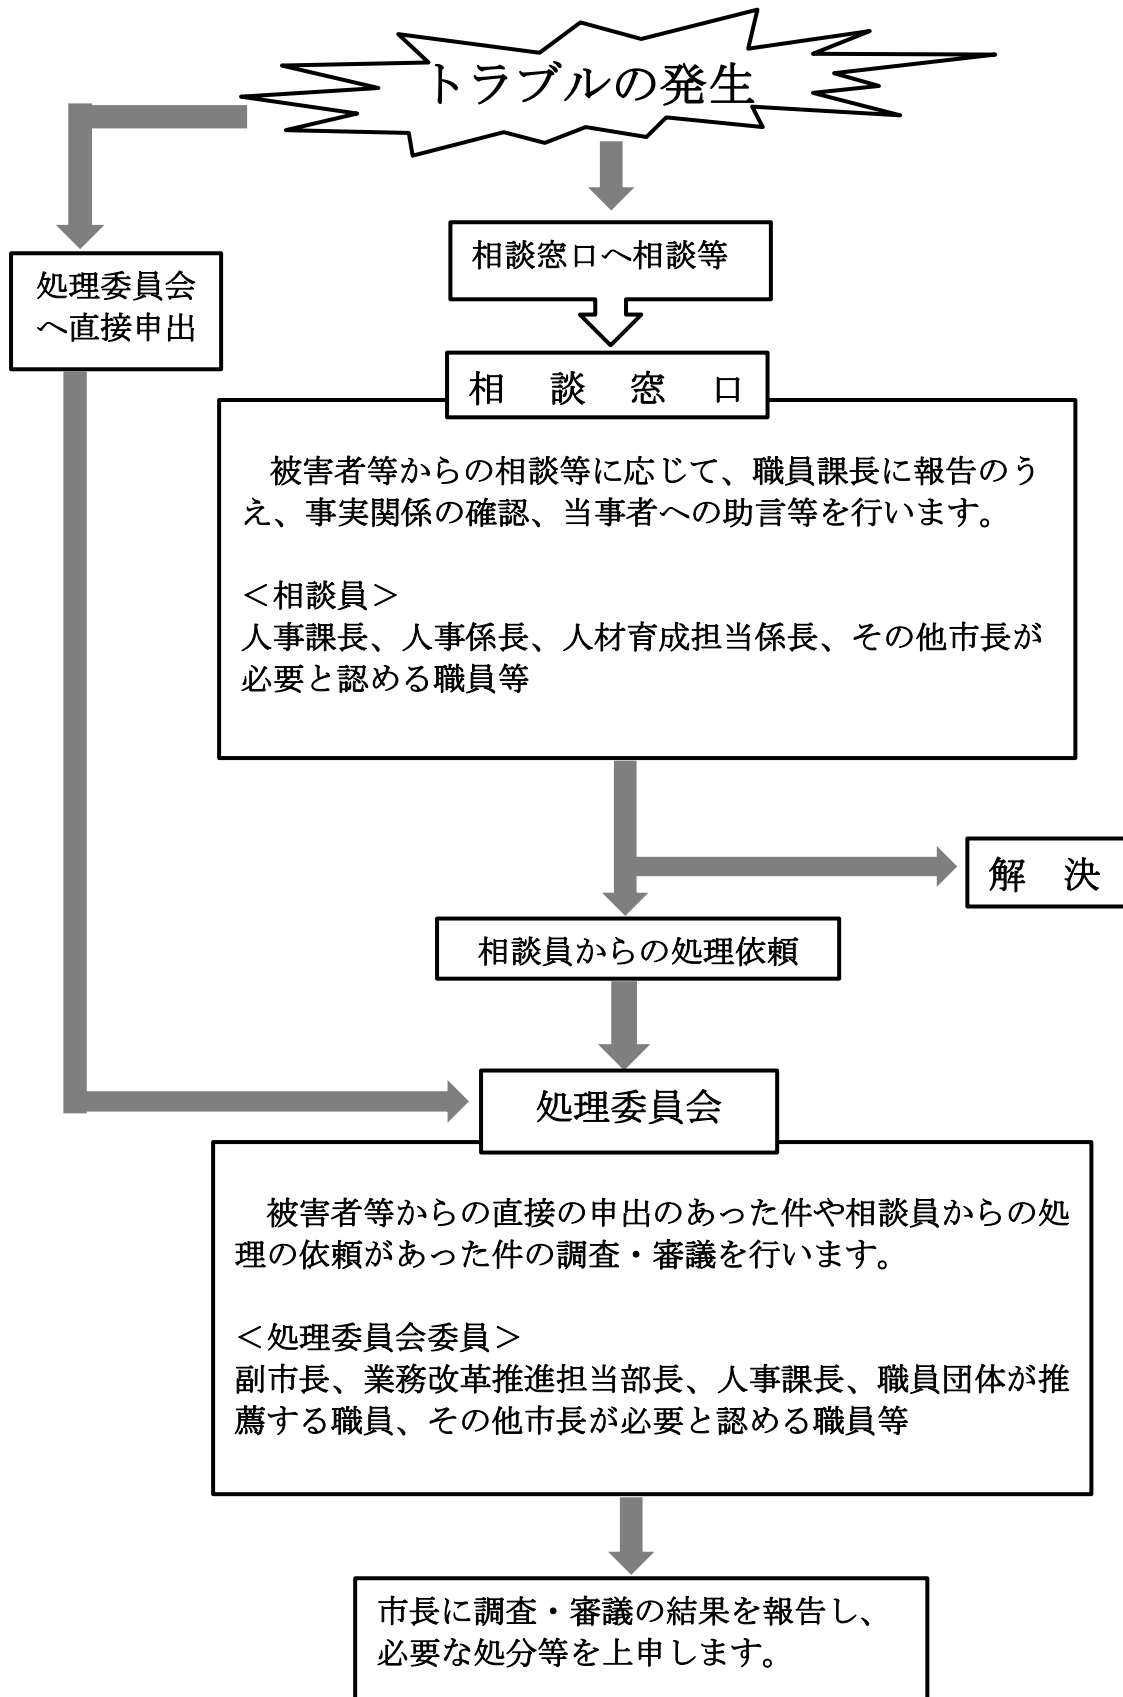 トラブルの発生
相談窓口へ相談等
処理委員会
へ直接申出
相　談　窓　口
被害者等からの相談等に応じて、職員課長に報告のう
え、事実関係の確認、当事者への助言等を行います。
＜相談員＞
人事課長、人事係長、人材育成担当係長、その他市長が
必要と認める職員等
解　決
相談員からの処理依頼
処理委員会
被害者等からの直接の申出のあった件や相談員からの処
理の依頼があった件の調査・審議を行います。
＜処理委員会委員＞
副市長、業務改革推進担当部長、人事課長、職員団体が推
薦する職員、その他市長が必要と認める職員等
市長に調査・審議の結果を報告し、
必要な処分等を上申します。